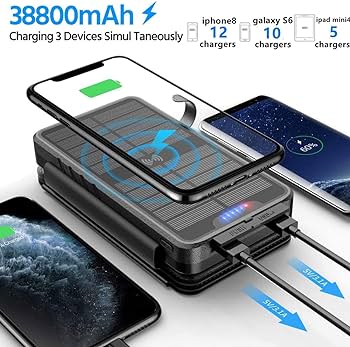 38800mAh
Charging 3 Devices Simul Taneously
iphone8
12
chargers
galaxy S6
10
chargers
ipad mini4
5
chargers
60%
5V/3.1A
5V/3.1A